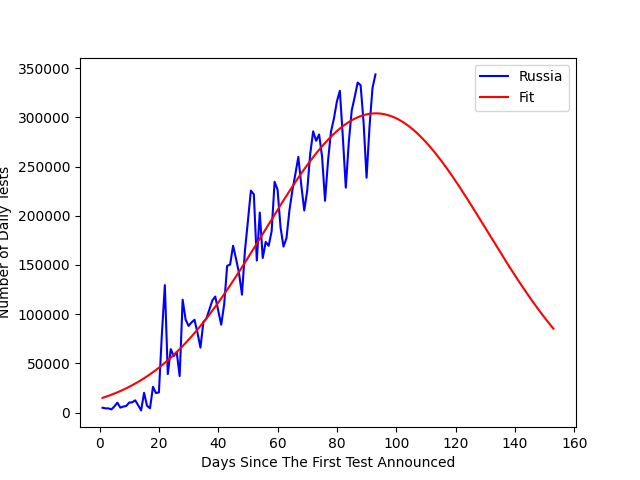 Russia
Fit
350000
300000
250000
200000
150000
100000
50000
0
Number of Daily Tests
0 20 40 60 80 100 120 140 160
Days Since The First Test Announced